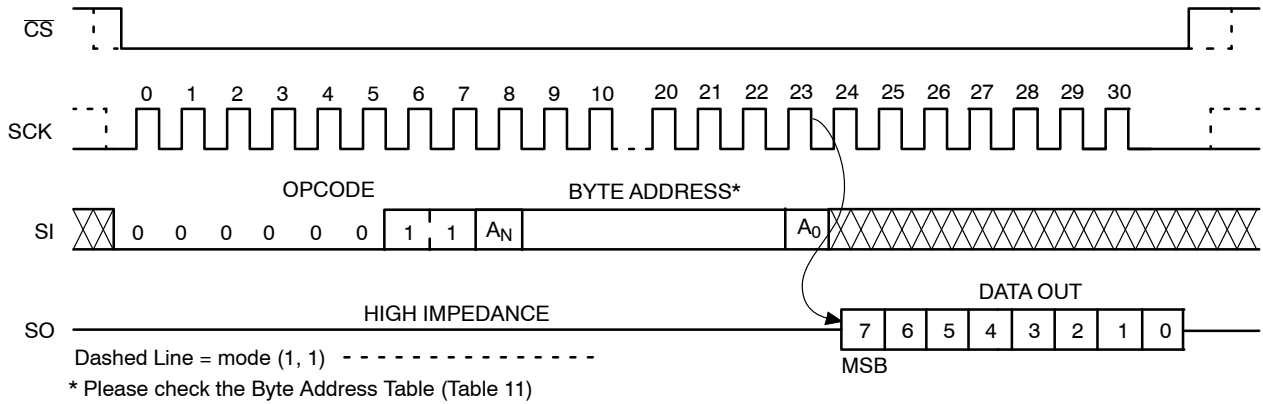 CS
0 1 2 3 4 5 6 7 8 9 10 20 21 22 23 24 25 26 27 28 29 30
SCK
OPCODE BYTE ADDRESS*
SI 0 0 0 0 0 0 1 1 AN A0
DATA OUT
HIGH IMPEDANCE
SO 7 6 5 4 3 2 1 0
Dashed Line = mode (1, 1)
MSB
* Please check the Byte Address Table (Table 11)